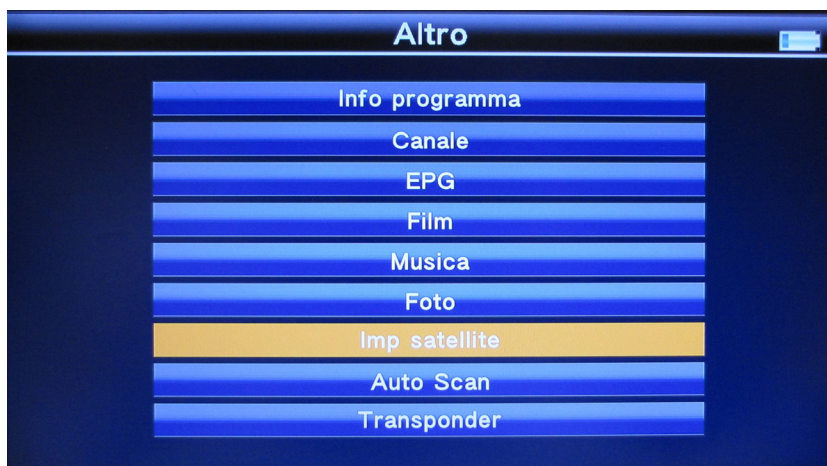 Altro
Info programma
Canale
EPG
Film
Musica
Foto
Imp satellite
Auto Scan
Transponder